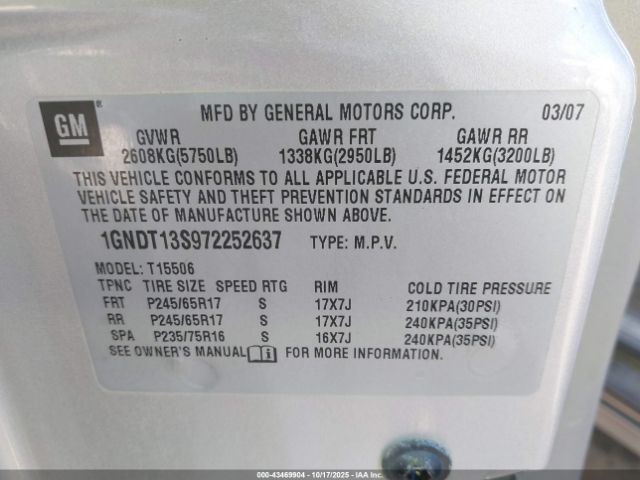 GM ® MFD BY GENERAL MOTORS CORP. 03/07
GVWR GAWR FRT GAWR RR
2608KG(5750LB) 1338KG(2950LB) 1452KG(3200LB)
THIS VEHICLE CONFORMS TO ALL APPLICABLE U.S. FEDERAL MOTOR
VEHICLE SAFETY AND THEFT PREVENTION STANDARDS IN EFFECT ON
THE DATE OF MANUFACTURE SHOWN ABOVE.
1GNDT13S972252637 TYPE: M.P.V.
MODEL: T15506
TPNC TIRE SIZE SPEED RTG RIM COLD TIRE PRESSURE
FRT P245/65R17 S 17X7J 210KPA(30PSI)
RR P245/65R17 S 17X7J 240KPA(35PSI)
SPA P235/75R16 S 16X7J 240KPA(35PSI)
SEE OWNER'S MANUAL FOR MORE INFORMATION.
000-43469904 - 10/17/2025 - IAA, Inc.